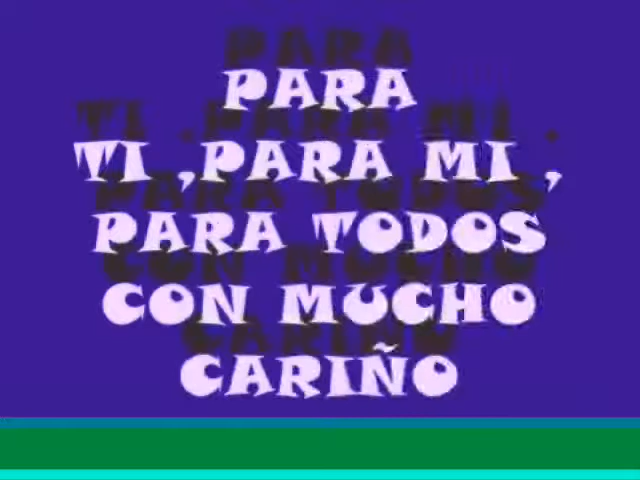 PARA
TI ,PARA MI ,
PARA TODOS
CON MUCHO
CARIÑO